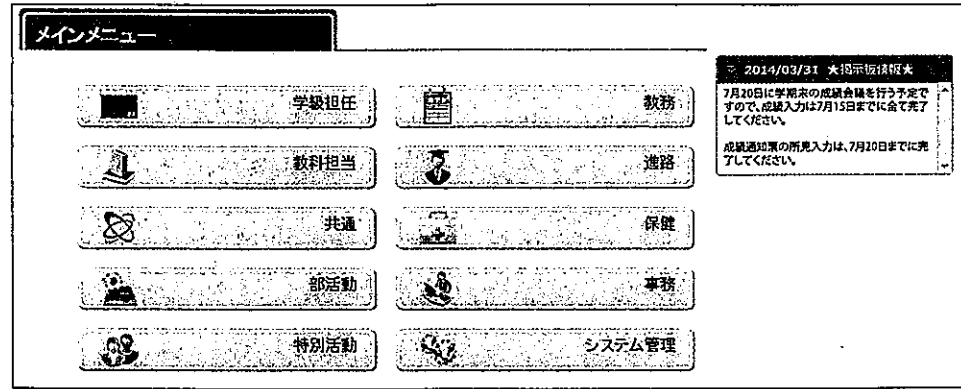 メインメニュー
学級担任
教務
教科担当
進路
共通
保健
部活動
事務
特別活動
システム管理
2014/03/31 ★掲示板情報★
7月20日に学期末の成績会議を行う予定で
すので、成績入力は7月15日までに全て完了
してください。
成績通知票の所見入力は、7月20日までに完
了してください。